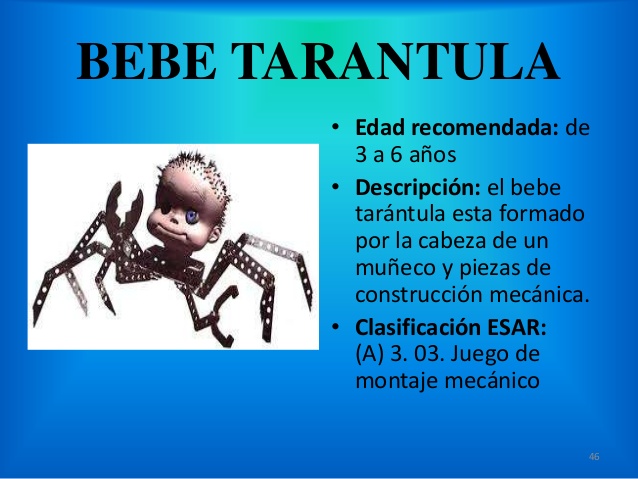 BEBE TARANTULA
• Edad recomendada: de
3 a 6 años
• Descripción: el bebe
tarántula esta formado
por la cabeza de un
muñeco y piezas de
construcción mecánica.
• Clasificación ESAR:
(A) 3. 03. Juego de
montaje mecánico
46